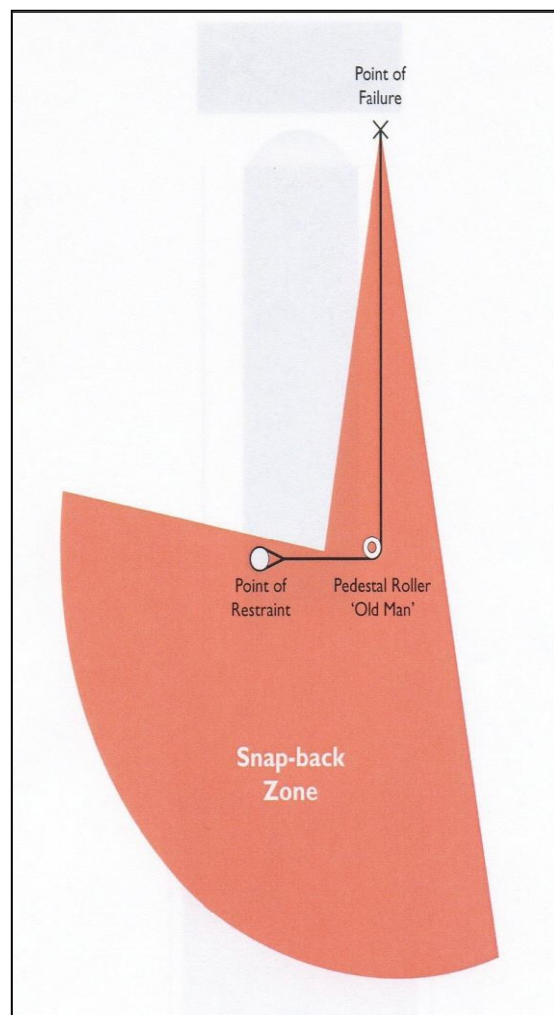 Point of
Failure
Point of
Restraint
Pedestal Roller
‘Old Man’
Snap-back
Zone